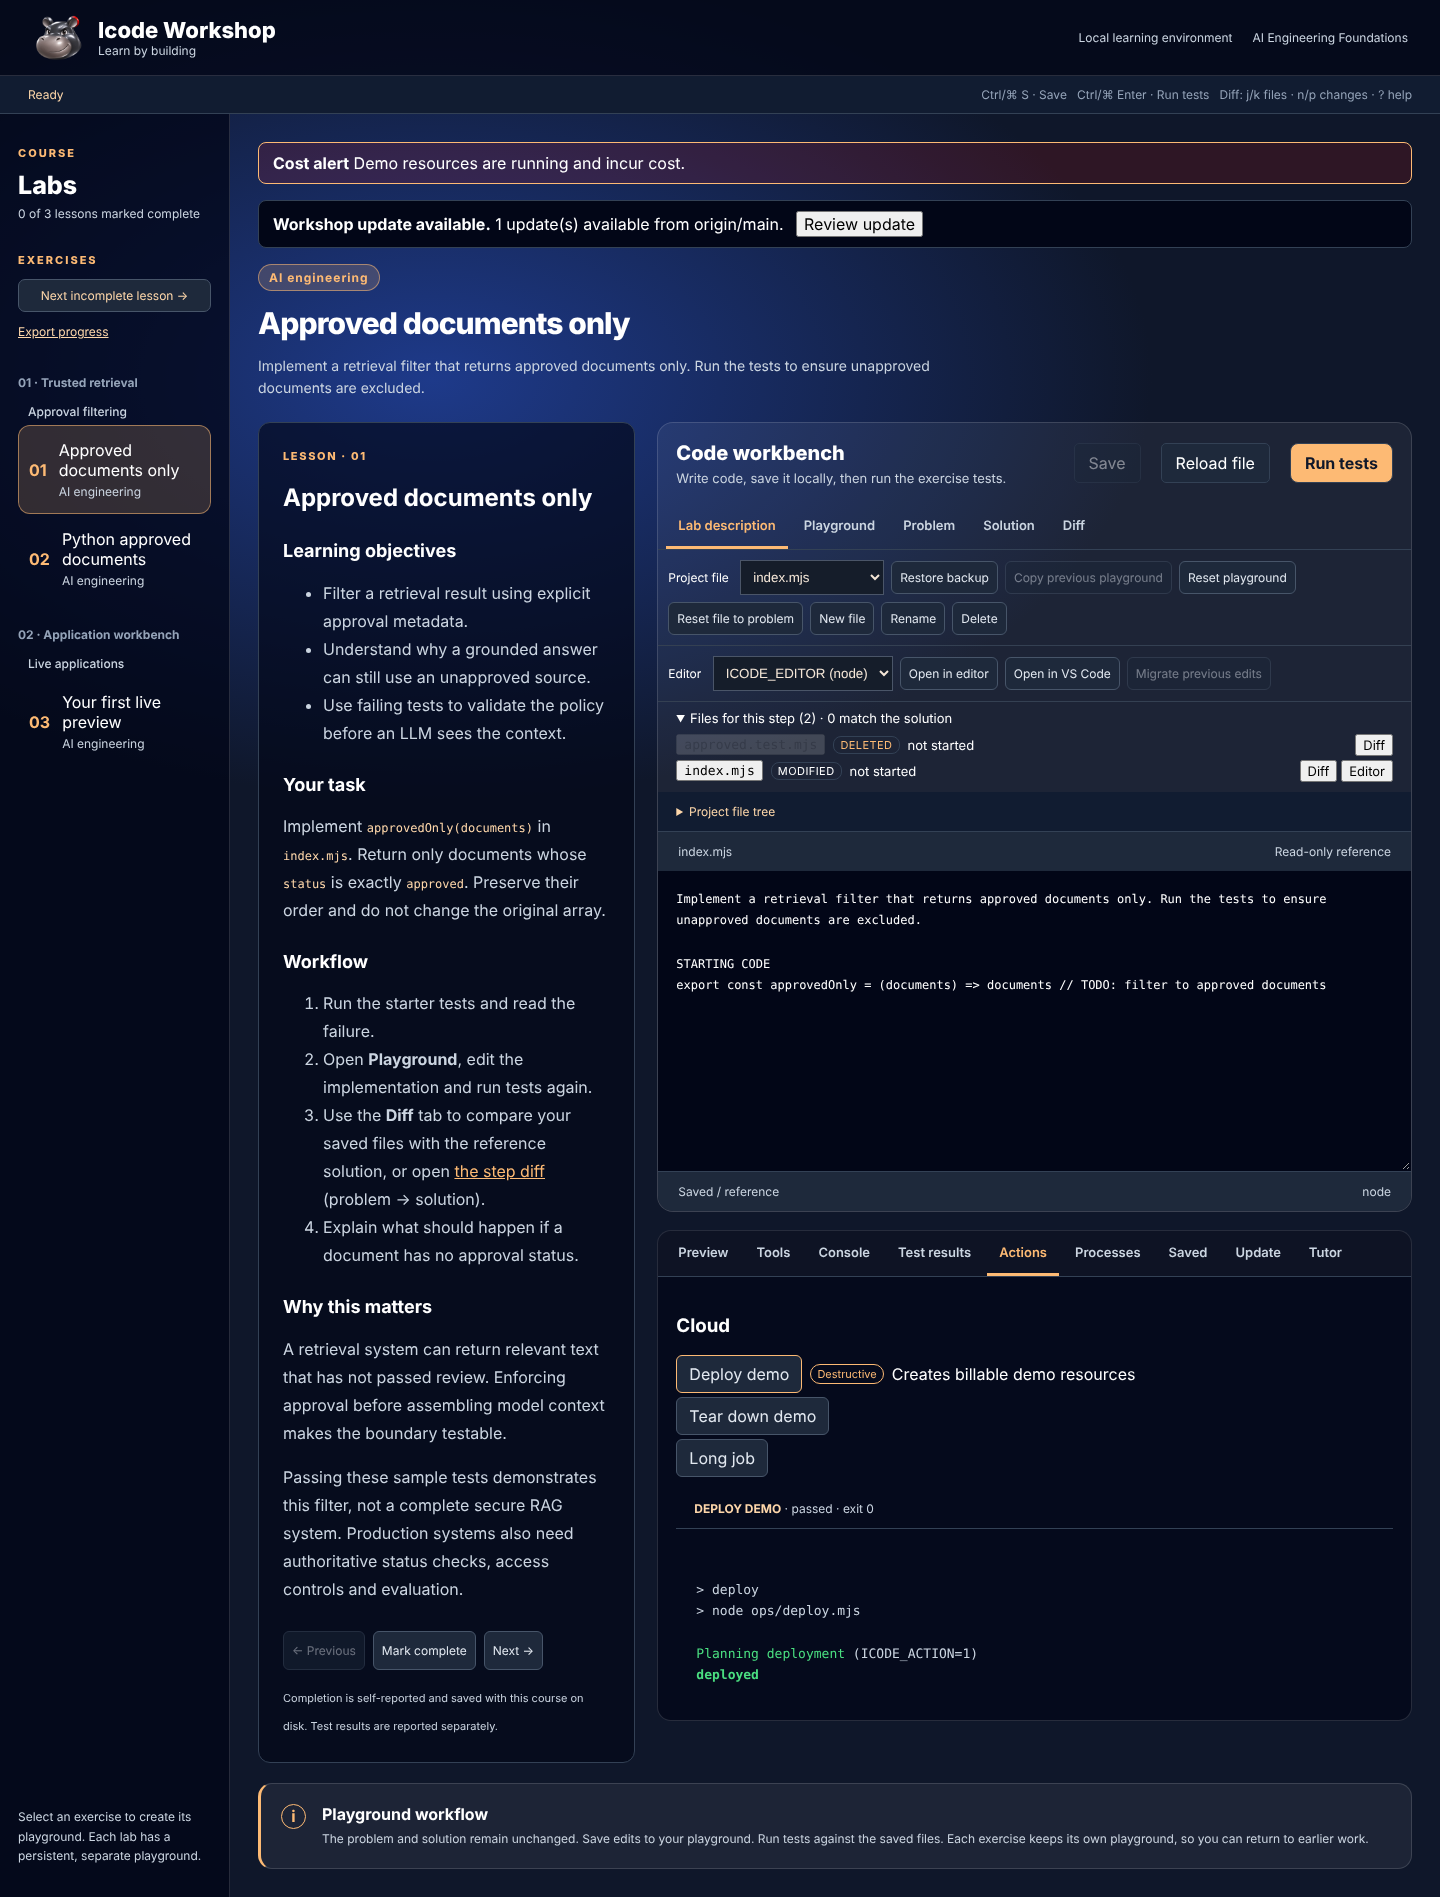 Icode Workshop
Learn by building
Local learning environment
AI Engineering Foundations
Ready
Ctrl/⌘ S · Save Ctrl/⌘ Enter · Run tests Diff: j/k files · n/p changes · ? help
COURSE
Labs
0 of 3 lessons marked complete
EXERCISES
Next incomplete lesson →
Export progress
01 · Trusted retrieval
Approval filtering
01
Approved
documents only
AI engineering
02
Python approved
documents
AI engineering
02 · Application workbench
Live applications
03
Your first live
preview
AI engineering
Select an exercise to create its
playground. Each lab has a
persistent, separate playground.
Cost alert Demo resources are running and incur cost.
Workshop update available. 1 update(s) available from origin/main. Review update
AI engineering
Approved documents only
Implement a retrieval filter that returns approved documents only. Run the tests to ensure unapproved
documents are excluded.
LESSON · 01
Approved documents only
Learning objectives
• Filter a retrieval result using explicit
approval metadata.
• Understand why a grounded answer
can still use an unapproved source.
• Use failing tests to validate the policy
before an LLM sees the context.
Your task
Implement approvedOnly(documents) in
index.mjs. Return only documents whose
status is exactly approved. Preserve their
order and do not change the original array.
Workflow
1. Run the starter tests and read the
failure.
2. Open Playground, edit the
implementation and run tests again.
3. Use the Diff tab to compare your
saved files with the reference
solution, or open the step diff
(problem → solution).
4. Explain what should happen if a
document has no approval status.
Why this matters
A retrieval system can return relevant text
that has not passed review. Enforcing
approval before assembling model context
makes the boundary testable.
Passing these sample tests demonstrates
this filter, not a complete secure RAG
system. Production systems also need
authoritative status checks, access
controls and evaluation.
← Previous
Mark complete
Next →
Completion is self-reported and saved with this course on
disk. Test results are reported separately.
Code workbench
Write code, save it locally, then run the exercise tests.
Save
Reload file
Run tests
Lab description
Playground
Problem
Solution
Diff
Project file
index.mjs
Restore backup
Copy previous playground
Reset playground
Reset file to problem
New file
Rename
Delete
Editor
ICODE_EDITOR (node)
Open in editor
Open in VS Code
Migrate previous edits
▼ Files for this step (2) · 0 match the solution
approved.test.mjs DELETED not started Diff
index.mjs MODIFIED not started Diff Editor
▶ Project file tree
index.mjs
Read-only reference
Implement a retrieval filter that returns approved documents only. Run the tests to ensure
unapproved documents are excluded.
STARTING CODE
export const approvedOnly = (documents) => documents // TODO: filter to approved documents
Saved / reference
node
Preview
Tools
Console
Test results
Actions
Processes
Saved
Update
Tutor
Cloud
Deploy demo Destructive Creates billable demo resources
Tear down demo
Long job
DEPLOY DEMO · passed · exit 0
> deploy
> node ops/deploy.mjs
Planning deployment (ICODE_ACTION=1)
deployed
i
Playground workflow
The problem and solution remain unchanged. Save edits to your playground. Run tests against the saved files. Each exercise keeps its own playground, so you can return to earlier work.